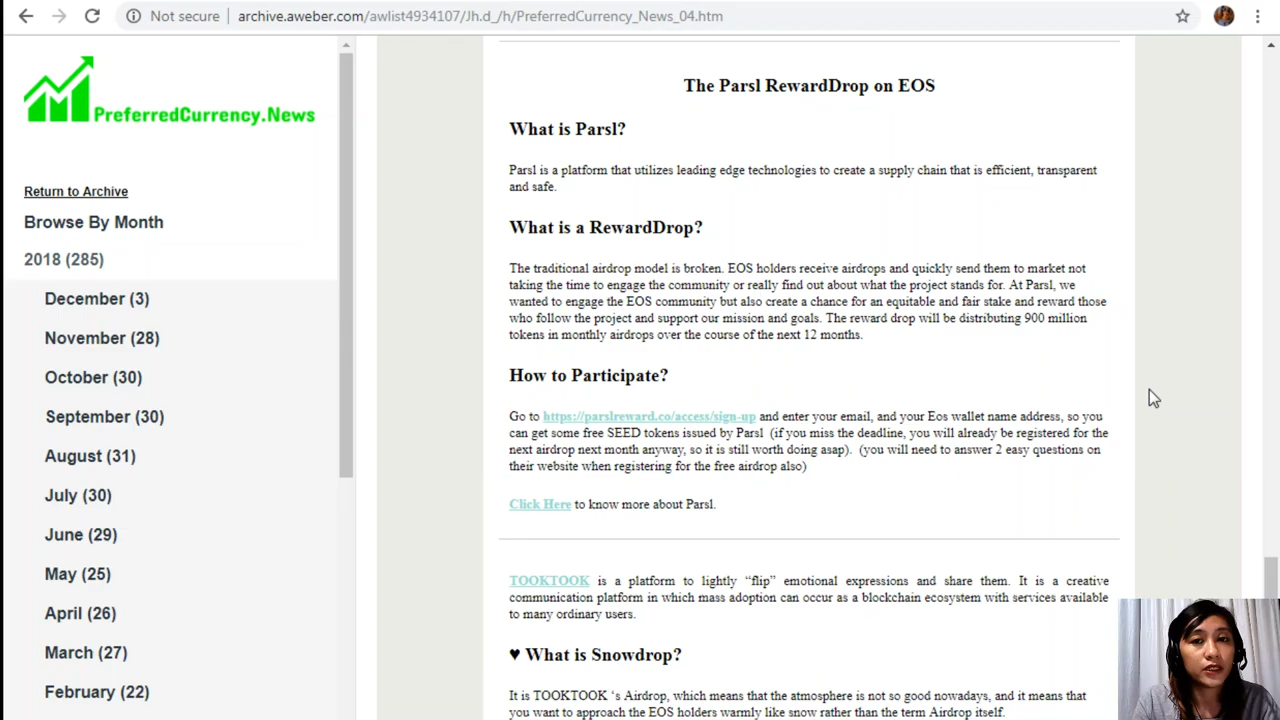 Not secure archive.aweber.com/awlist4934107/Jh.d_/h/PreferredCurrency_News_04.htm
PreferredCurrency.News
Return to Archive
Browse By Month
2018 (285)
December (3)
November (28)
October (30)
September (30)
August (31)
July (30)
June (29)
May (25)
April (26)
March (27)
February (22)
The Parsl RewardDrop on EOS
What is Parsl?
Parsl is a platform that utilizes leading edge technologies to create a supply chain that is efficient, transparent
and safe.
What is a RewardDrop?
The traditional airdrop model is broken. EOS holders receive airdrops and quickly send them to market not
taking the time to engage the community or really find out about what the project stands for. At Parsl, we
wanted to engage the EOS community but also create a chance for an equitable and fair stake and reward those
who follow the project and support our mission and goals. The reward drop will be distributing 900 million
tokens in monthly airdrops over the course of the next 12 months.
How to Participate?
Go to https://parslreward.co/access/sign-up and enter your email, and your Eos wallet name address, so you
can get some free SEED tokens issued by Parsl (if you miss the deadline, you will already be registered for the
next airdrop next month anyway, so it is still worth doing asap). (you will need to answer 2 easy questions on
their website when registering for the free airdrop also)
Click Here to know more about Parsl.
TOOKTOOK is a platform to lightly “flip” emotional expressions and share them. It is a creative
communication platform in which mass adoption can occur as a blockchain ecosystem with services available
to many ordinary users.
♥ What is Snowdrop?
It is TOOKTOOK ‘s Airdrop, which means that the atmosphere is not so good nowadays, and it means that
you want to approach the EOS holders warmly like snow rather than the term Airdrop itself.